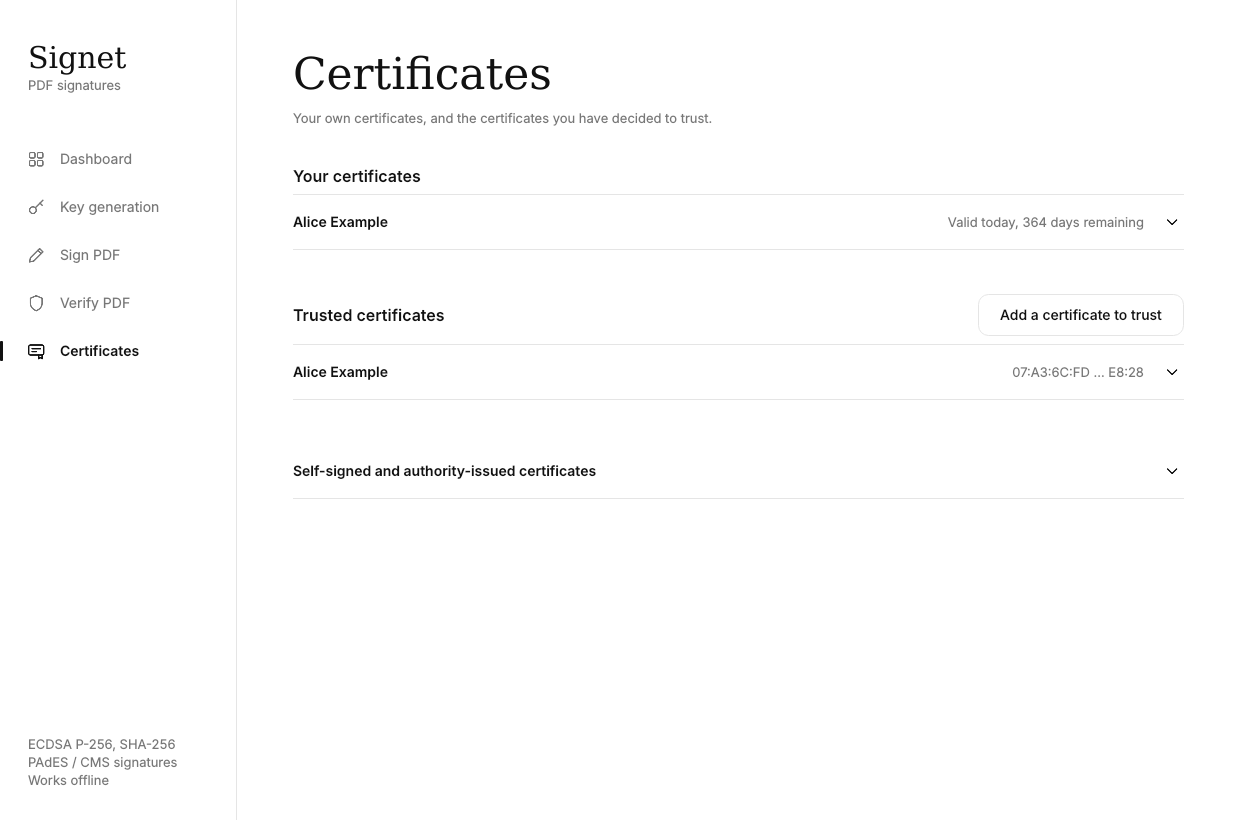 Signet
PDF signatures
Dashboard
Key generation
Sign PDF
Verify PDF
Certificates
ECDSA P-256, SHA-256
PAdES / CMS signatures
Works offline
Certificates
Your own certificates, and the certificates you have decided to trust.
Your certificates
Alice Example
Valid today, 364 days remaining
Trusted certificates
Add a certificate to trust
Alice Example
07:A3:6C:FD ... E8:28
Self-signed and authority-issued certificates